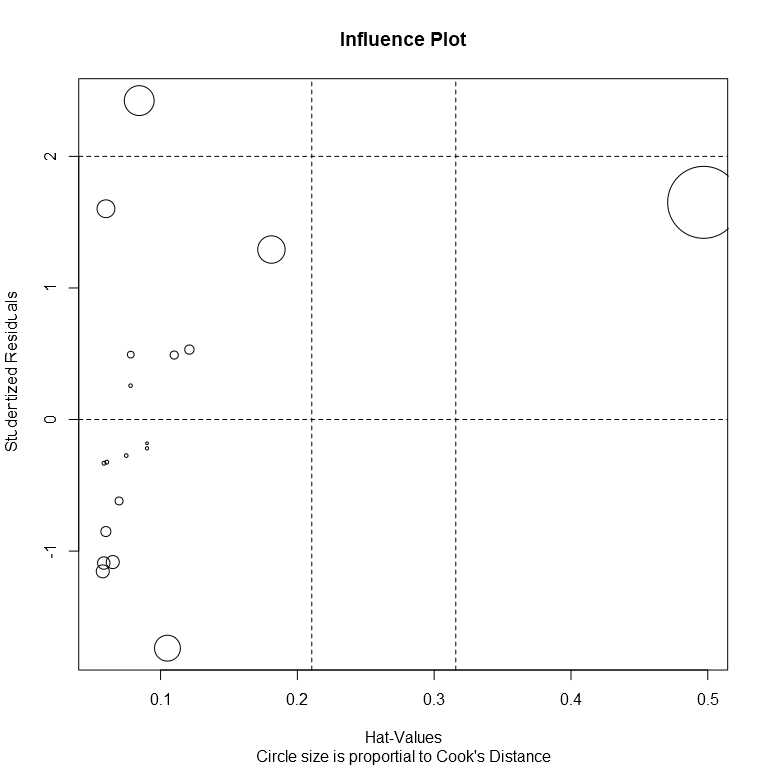 Influence Plot
Studentized Residuals
2
1
0
-1
0.1
0.2
0.3
0.4
0.5
Hat-Values
Circle size is proportial to Cook's Distance